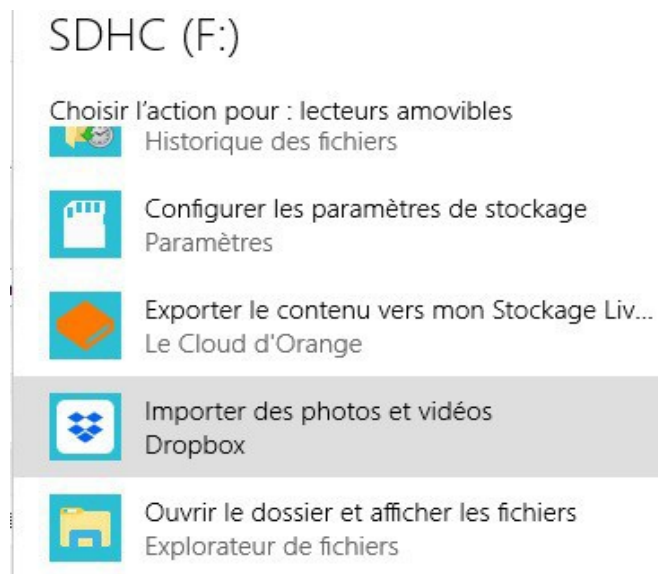 SDHC (F:)
Choisir l’action pour : lecteurs amovibles
Historique des fichiers
Configurer les paramètres de stockage
Paramètres
Exporter le contenu vers mon Stockage Liv...
Le Cloud d'Orange
Importer des photos et vidéos
Dropbox
Ouvrir le dossier et afficher les fichiers
Explorateur de fichiers